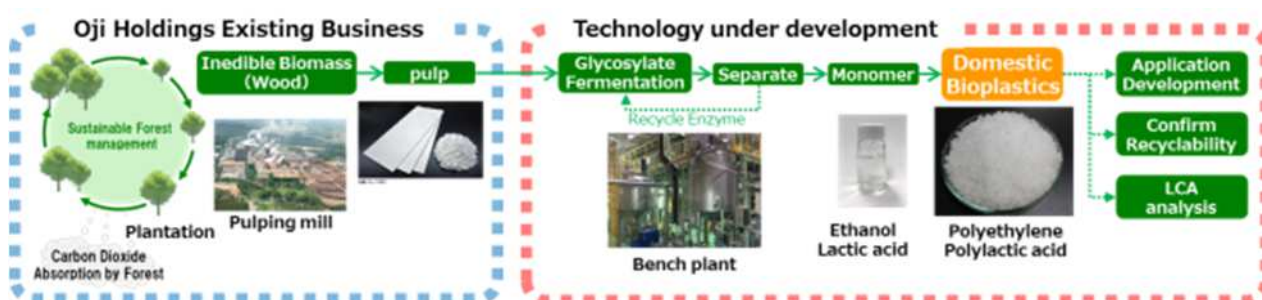 Oji Holdings Existing Business
Inedible Biomass
(Wood)
pulp
Sustainable Forest
management
Plantation
Pulping mill
Carbon Dioxide
Absorption by Forest
Technology under development
Glycosylate
Fermentation
Separate
Monomer
Domestic
Bioplastics
Recycle Enzyme
Bench plant
Ethanol
Lactic acid
Polyethylene
Polylactic acid
Application
Development
Confirm
Recyclability
LCA
analysis